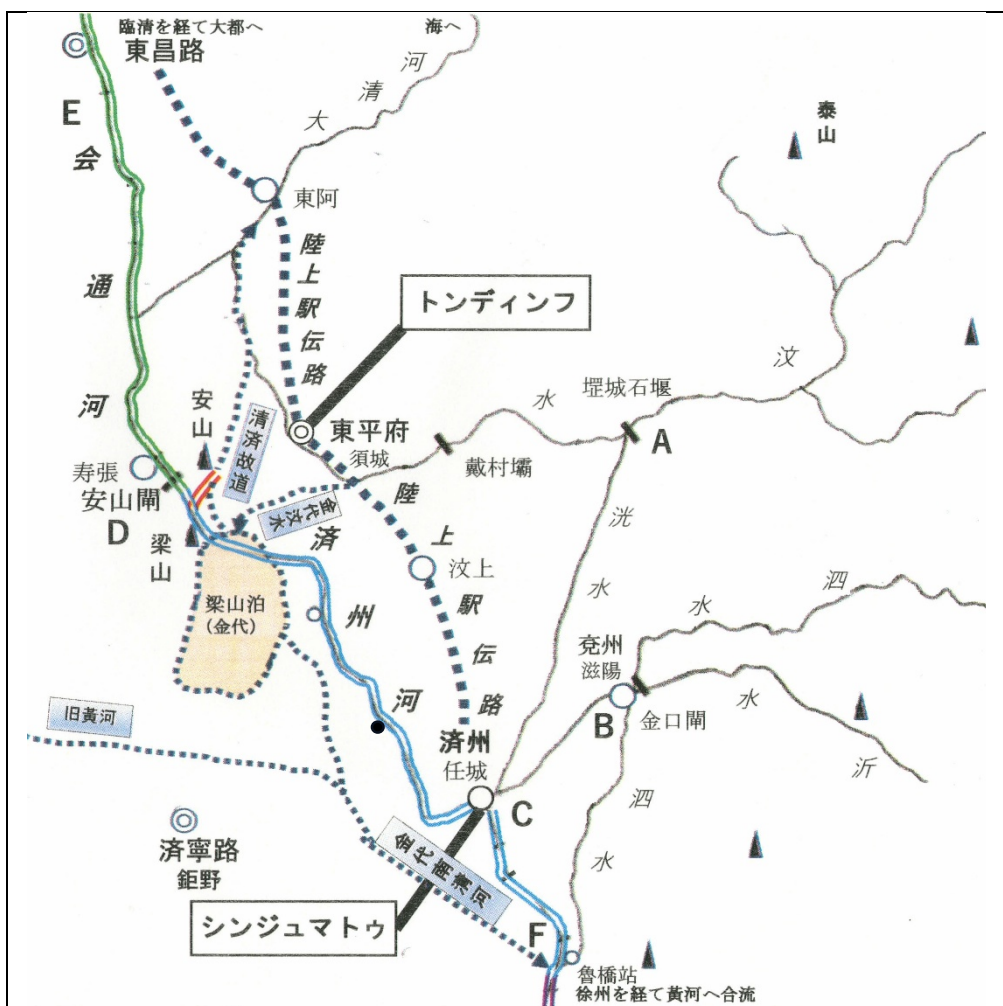 臨清を経て大都へ
東昌路
海へ
大清河
泰山
E
会通河
東阿
陸上駅伝路
トンディンフ
汶水
堽城石堰
A
安山
清済故道
東平府
須城
戴村壩
寿張
安山閘
D
梁山
金代汶水
陸上駅伝路
汶上
洸水
済州河
梁山泊
(金代)
泗水
兗州
滋陽
B
金口閘
沂水
旧黄河
済州
任城
C
泗水
済寧路
鉅野
金代南清河
シンジュマトゥ
F
魯橋站
徐州を経て黄河へ合流